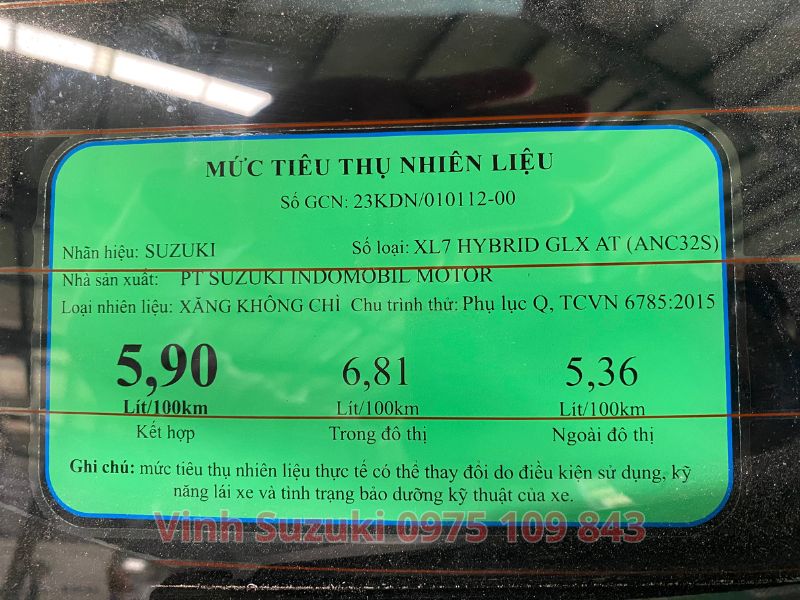 MỨC TIÊU THỤ NHIÊN LIỆU
Số GCN: 23KDN/010112-00
Nhãn hiệu: SUZUKI Số loại: XL7 HYBRID GLX AT (ANC32S)
Nhà sản xuất: PT SUZUKI INDOMOBIL MOTOR
Loại nhiên liệu: XĂNG KHÔNG CHÌ Chu trình thử: Phụ lục Q, TCVN 6785:2015
5,90 6,81 5,36
Lít/100km Lít/100km Lít/100km
Kết hợp Trong đô thị Ngoài đô thị
Ghi chú: mức tiêu thụ nhiên liệu thực tế có thể thay đổi do điều kiện sử dụng, kỹ
năng lái xe và tình trạng bảo dưỡng kỹ thuật của xe.
Vinh Suzuki 0975 109 843